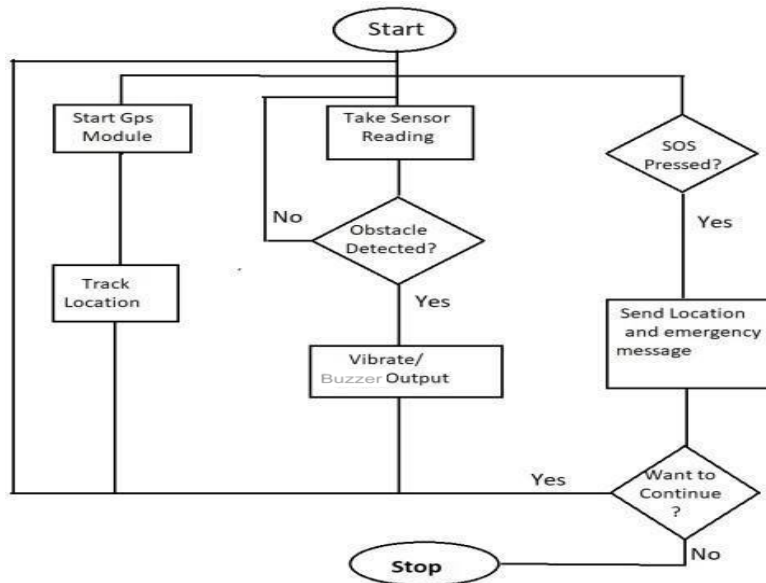 Start
Start Gps
Module
Take Sensor
Reading
SOS
Pressed?
No
Obstacle
Detected?
Yes
Track
Location
Yes
Send Location
and emergency
message
Vibrate/
Buzzer Output
Yes
Want to
Continue
?
No
Stop